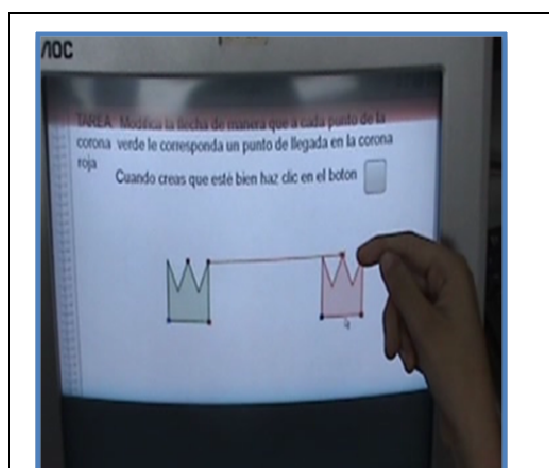 AOC
TAREA: Modifica la flecha de manera que a cada punto de la
corona verde le corresponda un punto de llegada en la corona
roja
Cuando creas que esté bien haz clic en el boton